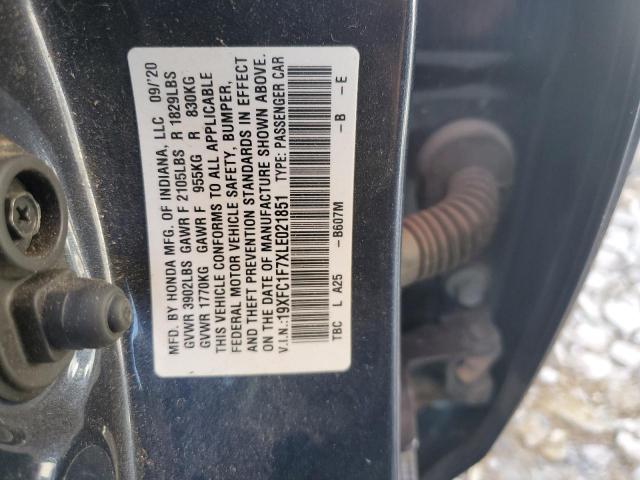 MFD. BY HONDA MFG. OF INDIANA, LLC 09/'20
GVWR 3902LBS GAWR F 2105LBS R 1829LBS
GVWR 1770KG GAWR F 955KG R 830KG
THIS VEHICLE CONFORMS TO ALL APPLICABLE
FEDERAL MOTOR VEHICLE SAFETY, BUMPER,
AND THEFT PREVENTION STANDARDS IN EFFECT
ON THE DATE OF MANUFACTURE SHOWN ABOVE.
V.I.N.:19XFC1F7XLE021851 TYPE: PASSENGER CAR
TBC L A25 -B607M -B -E